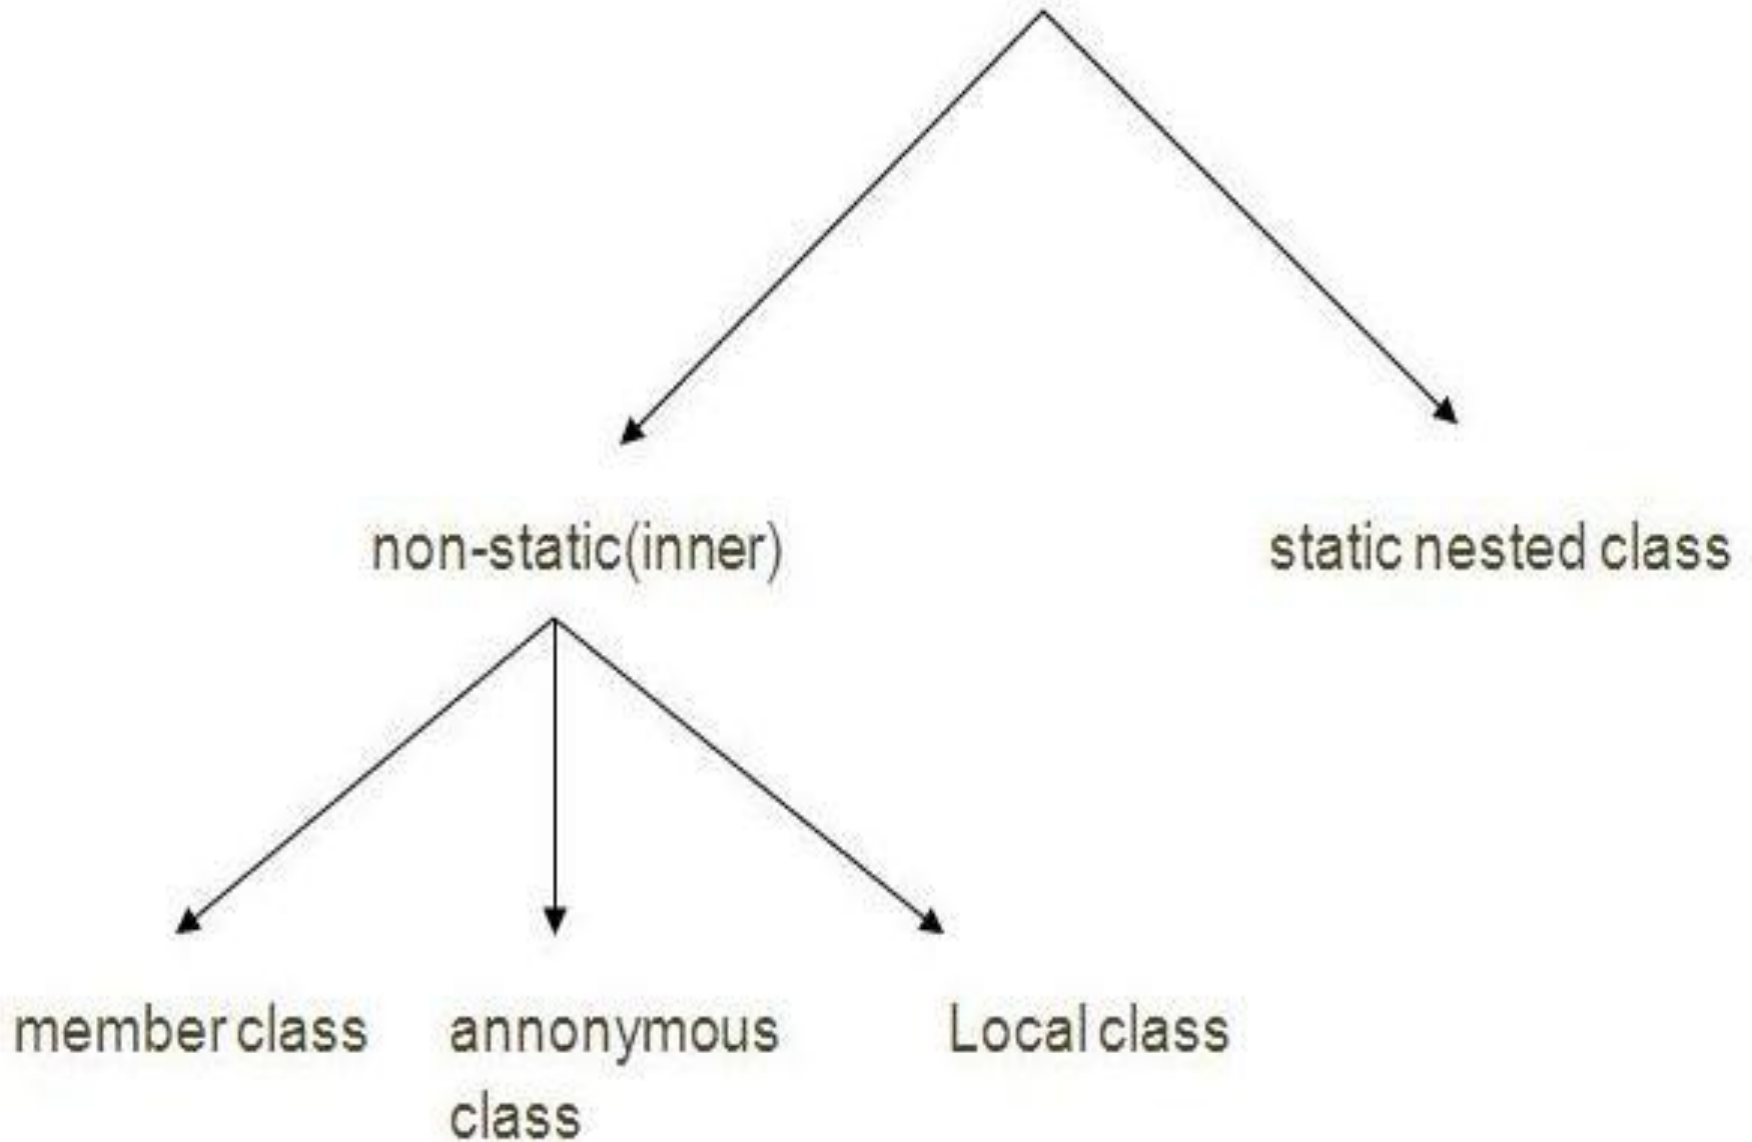 non-static(inner)
static nested class
member class
annonymous
class
Local class